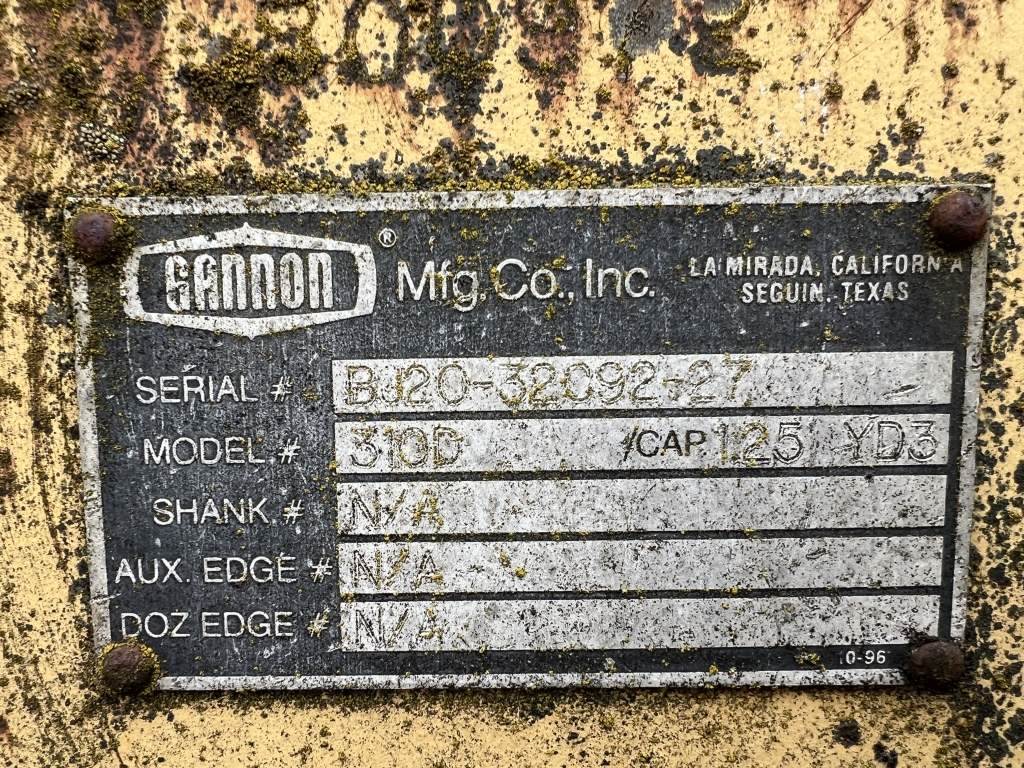 GANNON ® Mfg. Co., Inc. LA MIRADA, CALIFORNIA
SEGUIN, TEXAS
SERIAL # BJ20-32092-27 -
MODEL # 310D /CAP. 1.25 YD3
SHANK # N/A
AUX. EDGE # N/A
DOZ EDGE # N/A
0-96